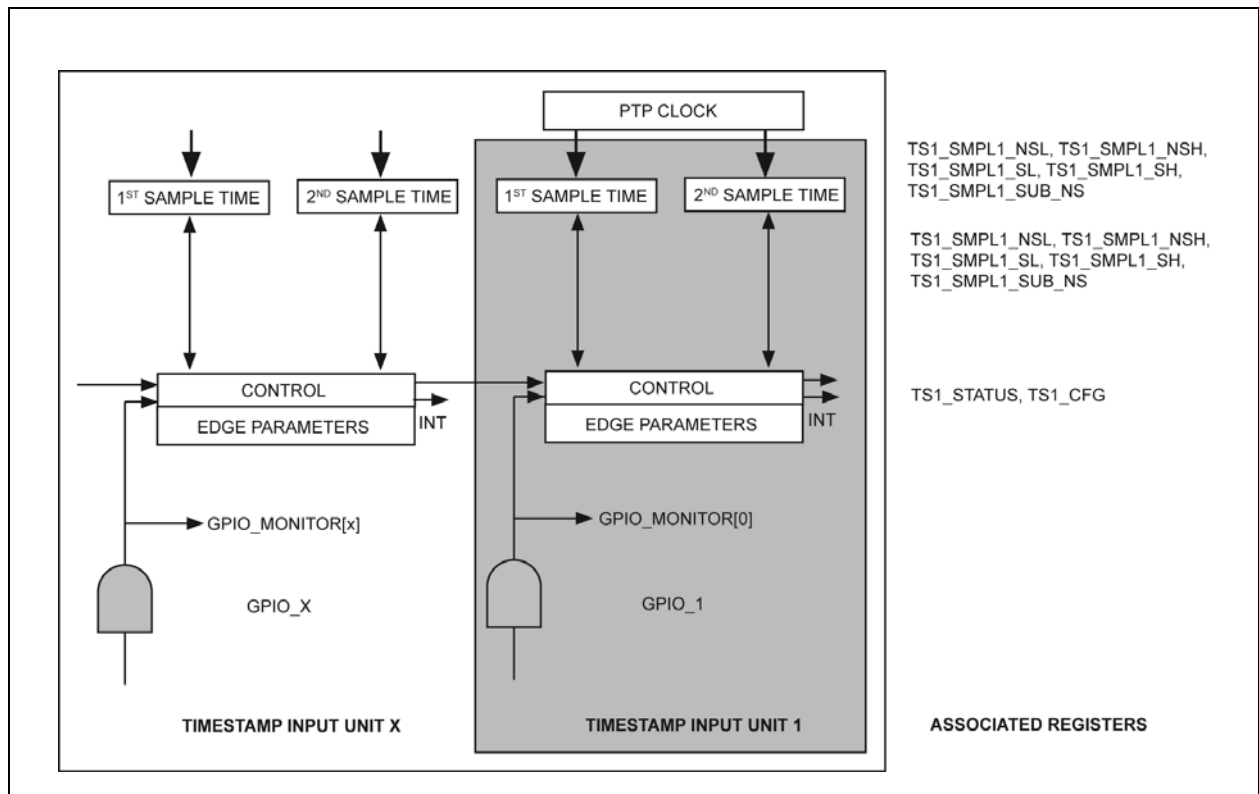 PTP CLOCK
1ST SAMPLE TIME
2ND SAMPLE TIME
1ST SAMPLE TIME
2ND SAMPLE TIME
TS1_SMPL1_NSL, TS1_SMPL1_NSH,
TS1_SMPL1_SL, TS1_SMPL1_SH,
TS1_SMPL1_SUB_NS
TS1_SMPL1_NSL, TS1_SMPL1_NSH,
TS1_SMPL1_SL, TS1_SMPL1_SH,
TS1_SMPL1_SUB_NS
CONTROL
EDGE PARAMETERS
INT
CONTROL
EDGE PARAMETERS
INT
TS1_STATUS, TS1_CFG
GPIO_MONITOR[x]
GPIO_MONITOR[0]
GPIO_X
GPIO_1
TIMESTAMP INPUT UNIT X
TIMESTAMP INPUT UNIT 1
ASSOCIATED REGISTERS